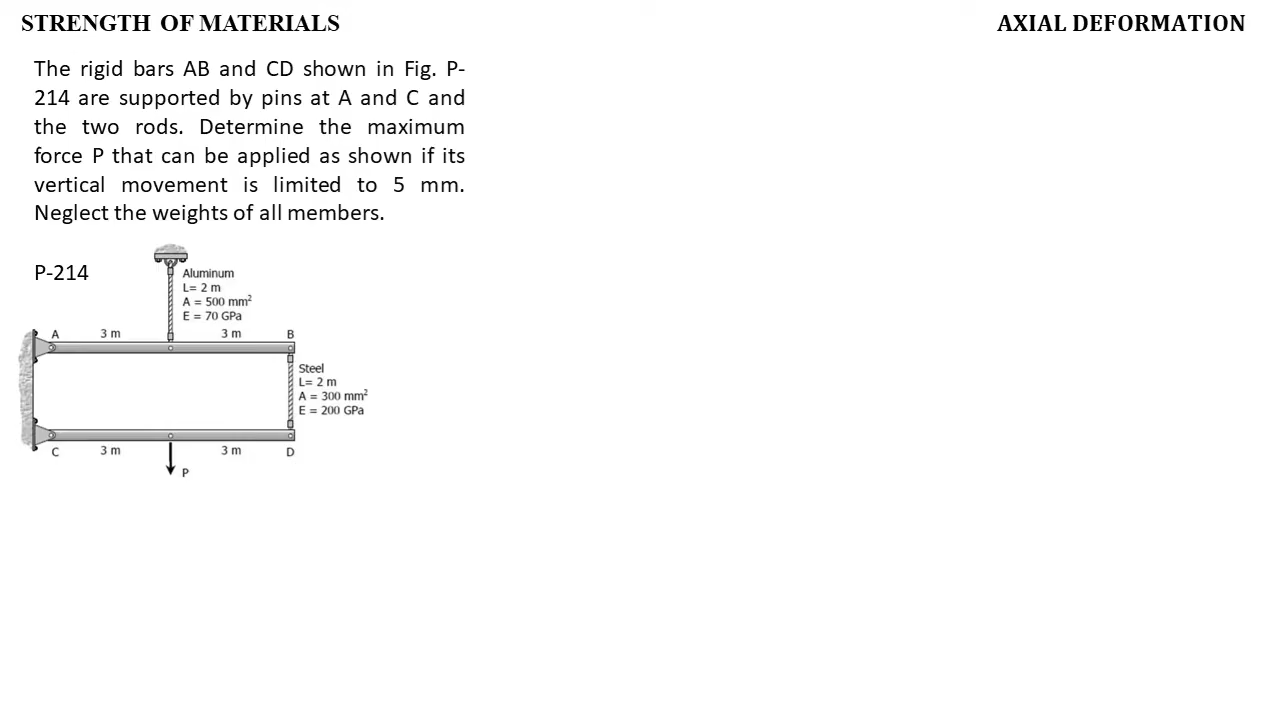 STRENGTH OF MATERIALS
AXIAL DEFORMATION
The rigid bars AB and CD shown in Fig. P-
214 are supported by pins at A and C and
the two rods. Determine the maximum
force P that can be applied as shown if its
vertical movement is limited to 5 mm.
Neglect the weights of all members.
P-214
Aluminum
L= 2 m
A = 500 mm²
E = 70 GPa
A 3 m 3 m B
Steel
L= 2 m
A = 300 mm²
E = 200 GPa
C 3 m 3 m D
P